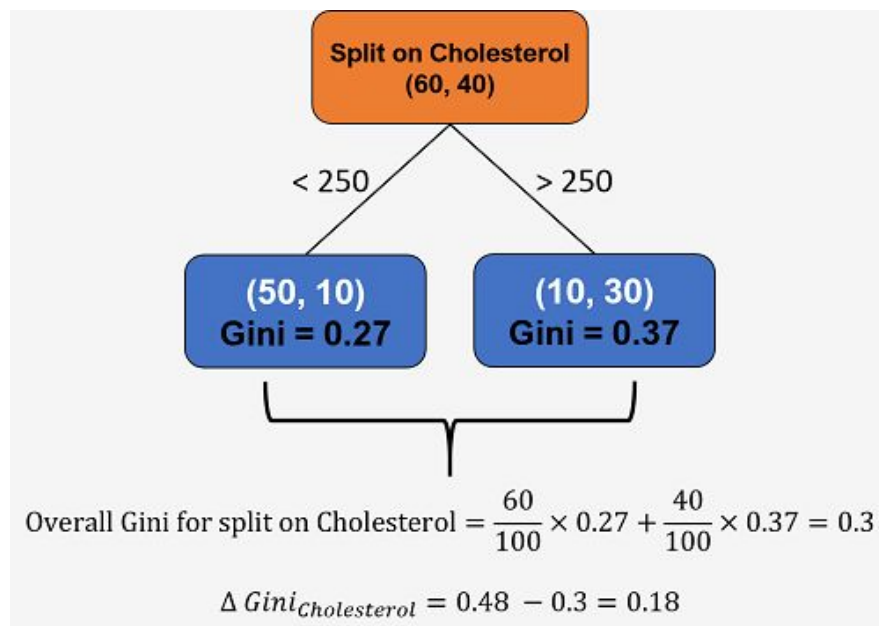 Split on Cholesterol
(60, 40)
< 250
> 250
(50, 10)
Gini = 0.27
(10, 30)
Gini = 0.37
Overall Gini for split on Cholesterol = 60/100 × 0.27 + 40/100 × 0.37 = 0.3
Δ Gini_Cholesterol = 0.48 − 0.3 = 0.18